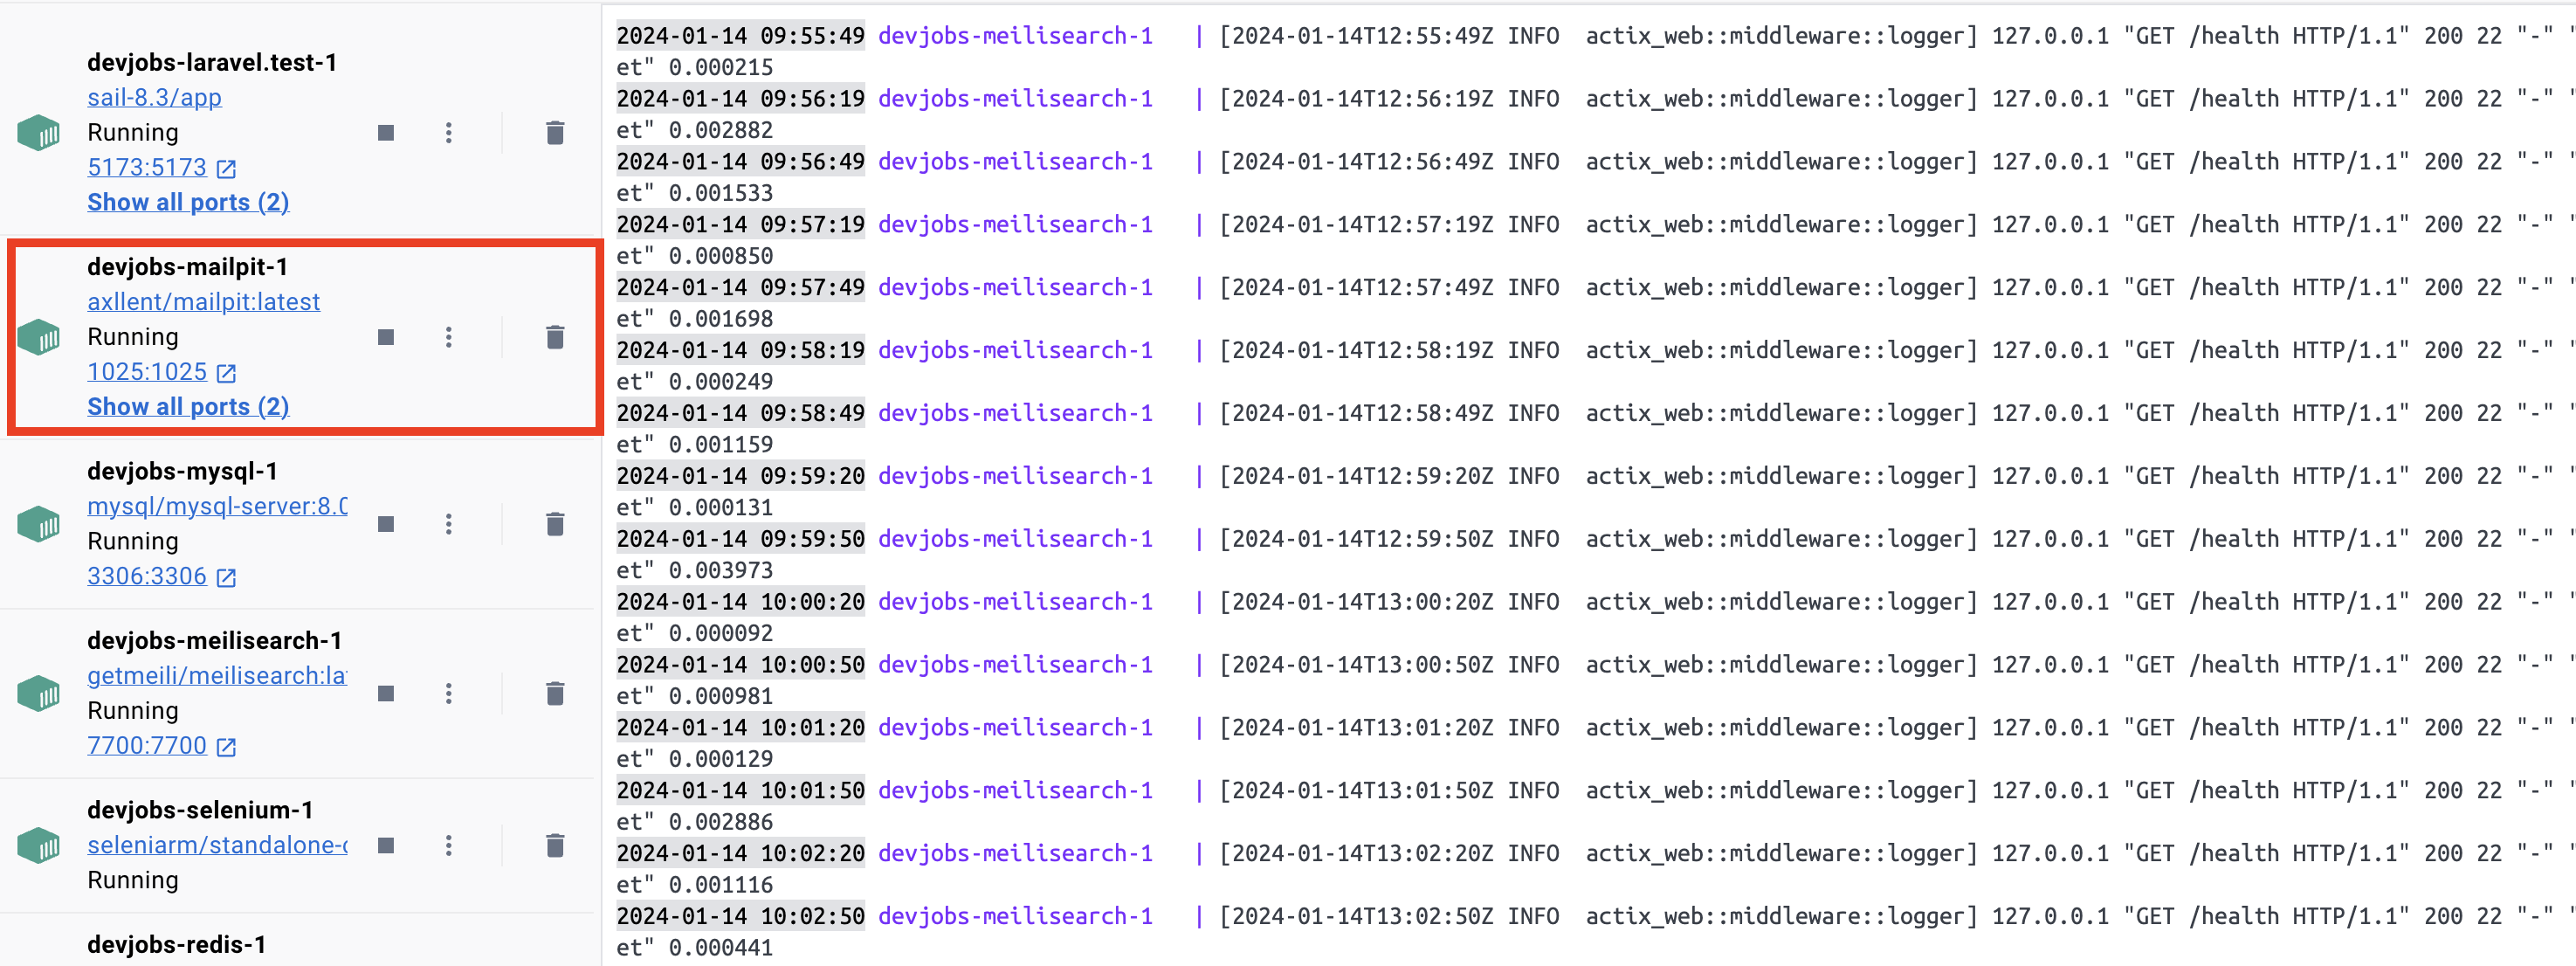 devjobs-laravel.test-1
sail-8.3/app
Running
5173:5173
Show all ports (2)
devjobs-mailpit-1
axllent/mailpit:latest
Running
1025:1025
Show all ports (2)
devjobs-mysql-1
mysql/mysql-server:8.0
Running
3306:3306
devjobs-meilisearch-1
getmeili/meilisearch:la
Running
7700:7700
devjobs-selenium-1
seleniarm/standalone-
Running
devjobs-redis-1
2024-01-14 09:55:49 devjobs-meilisearch-1 | [2024-01-14T12:55:49Z INFO actix_web::middleware::logger] 127.0.0.1 "GET /health HTTP/1.1" 200 22 "-" "
et" 0.000215
2024-01-14 09:56:19 devjobs-meilisearch-1 | [2024-01-14T12:56:19Z INFO actix_web::middleware::logger] 127.0.0.1 "GET /health HTTP/1.1" 200 22 "-" "
et" 0.002882
2024-01-14 09:56:49 devjobs-meilisearch-1 | [2024-01-14T12:56:49Z INFO actix_web::middleware::logger] 127.0.0.1 "GET /health HTTP/1.1" 200 22 "-" "
et" 0.001533
2024-01-14 09:57:19 devjobs-meilisearch-1 | [2024-01-14T12:57:19Z INFO actix_web::middleware::logger] 127.0.0.1 "GET /health HTTP/1.1" 200 22 "-" "
et" 0.000850
2024-01-14 09:57:49 devjobs-meilisearch-1 | [2024-01-14T12:57:49Z INFO actix_web::middleware::logger] 127.0.0.1 "GET /health HTTP/1.1" 200 22 "-" "
et" 0.001698
2024-01-14 09:58:19 devjobs-meilisearch-1 | [2024-01-14T12:58:19Z INFO actix_web::middleware::logger] 127.0.0.1 "GET /health HTTP/1.1" 200 22 "-" "
et" 0.000249
2024-01-14 09:58:49 devjobs-meilisearch-1 | [2024-01-14T12:58:49Z INFO actix_web::middleware::logger] 127.0.0.1 "GET /health HTTP/1.1" 200 22 "-" "
et" 0.001159
2024-01-14 09:59:20 devjobs-meilisearch-1 | [2024-01-14T12:59:20Z INFO actix_web::middleware::logger] 127.0.0.1 "GET /health HTTP/1.1" 200 22 "-" "
et" 0.000131
2024-01-14 09:59:50 devjobs-meilisearch-1 | [2024-01-14T12:59:50Z INFO actix_web::middleware::logger] 127.0.0.1 "GET /health HTTP/1.1" 200 22 "-" "
et" 0.003973
2024-01-14 10:00:20 devjobs-meilisearch-1 | [2024-01-14T13:00:20Z INFO actix_web::middleware::logger] 127.0.0.1 "GET /health HTTP/1.1" 200 22 "-" "
et" 0.000092
2024-01-14 10:00:50 devjobs-meilisearch-1 | [2024-01-14T13:00:50Z INFO actix_web::middleware::logger] 127.0.0.1 "GET /health HTTP/1.1" 200 22 "-" "
et" 0.000981
2024-01-14 10:01:20 devjobs-meilisearch-1 | [2024-01-14T13:01:20Z INFO actix_web::middleware::logger] 127.0.0.1 "GET /health HTTP/1.1" 200 22 "-" "
et" 0.000129
2024-01-14 10:01:50 devjobs-meilisearch-1 | [2024-01-14T13:01:50Z INFO actix_web::middleware::logger] 127.0.0.1 "GET /health HTTP/1.1" 200 22 "-" "
et" 0.002886
2024-01-14 10:02:20 devjobs-meilisearch-1 | [2024-01-14T13:02:20Z INFO actix_web::middleware::logger] 127.0.0.1 "GET /health HTTP/1.1" 200 22 "-" "
et" 0.001116
2024-01-14 10:02:50 devjobs-meilisearch-1 | [2024-01-14T13:02:50Z INFO actix_web::middleware::logger] 127.0.0.1 "GET /health HTTP/1.1" 200 22 "-" "
et" 0.000441